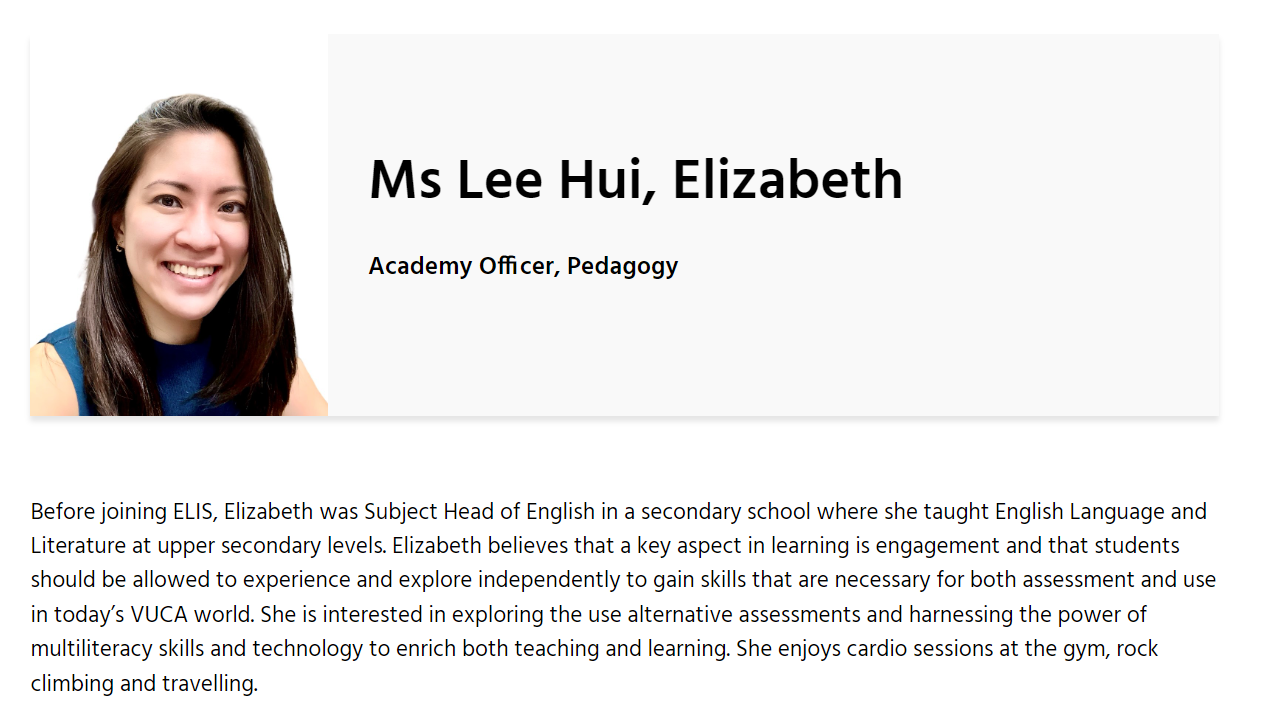 Ms Lee Hui, Elizabeth
Academy Officer, Pedagogy
Before joining ELIS, Elizabeth was Subject Head of English in a secondary school where she taught English Language and
Literature at upper secondary levels. Elizabeth believes that a key aspect in learning is engagement and that students
should be allowed to experience and explore independently to gain skills that are necessary for both assessment and use
in today’s VUCA world. She is interested in exploring the use alternative assessments and harnessing the power of
multiliteracy skills and technology to enrich both teaching and learning. She enjoys cardio sessions at the gym, rock
climbing and travelling.